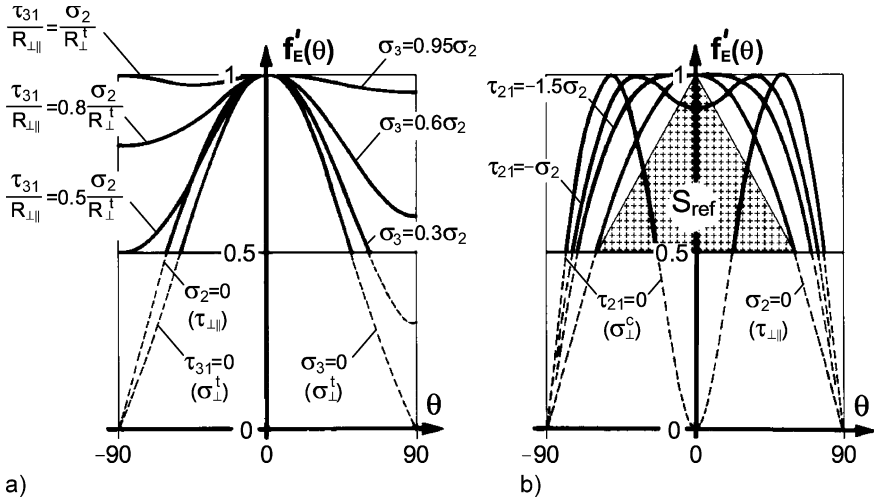 τ31/R⊥∥ = σ2/R⊥t
f′E(θ)
σ3=0.95σ2
1
τ31/R⊥∥ = 0.8 σ2/R⊥t
σ3=0.6σ2
τ31/R⊥∥ = 0.5 σ2/R⊥t
σ3=0.3σ2
0.5
σ2=0
(τ⊥∥)
τ31=0
(σ⊥t)
σ3=0
(σ⊥t)
θ
0
−90
0
90
a)
f′E(θ)
1
τ21=−1.5σ2
τ21=−σ2
Sref
0.5
τ21=0
(σ⊥c)
σ2=0
(τ⊥∥)
θ
0
−90
0
90
b)